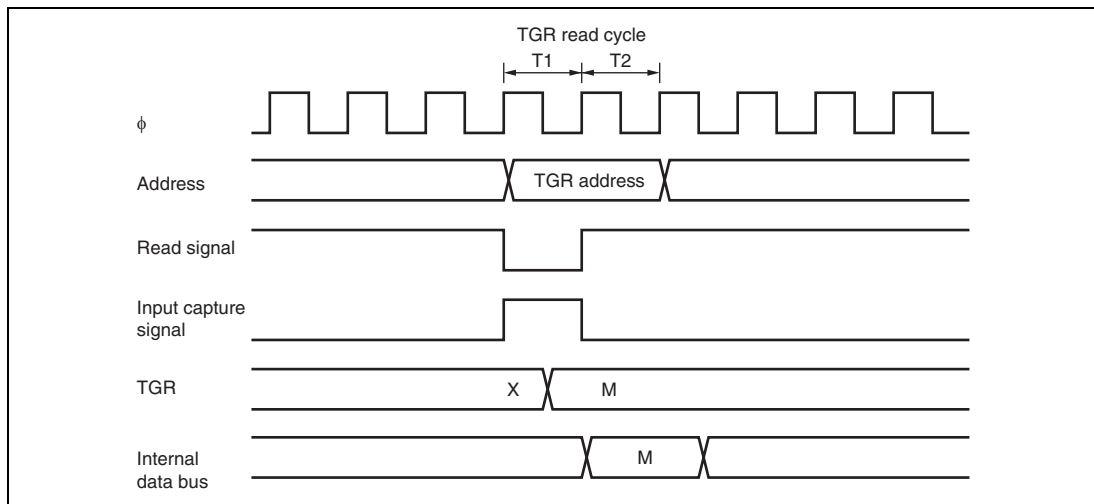 TGR read cycle
T1 T2
ϕ
Address
TGR address
Read signal
Input capture
signal
TGR
X M
Internal
data bus
M